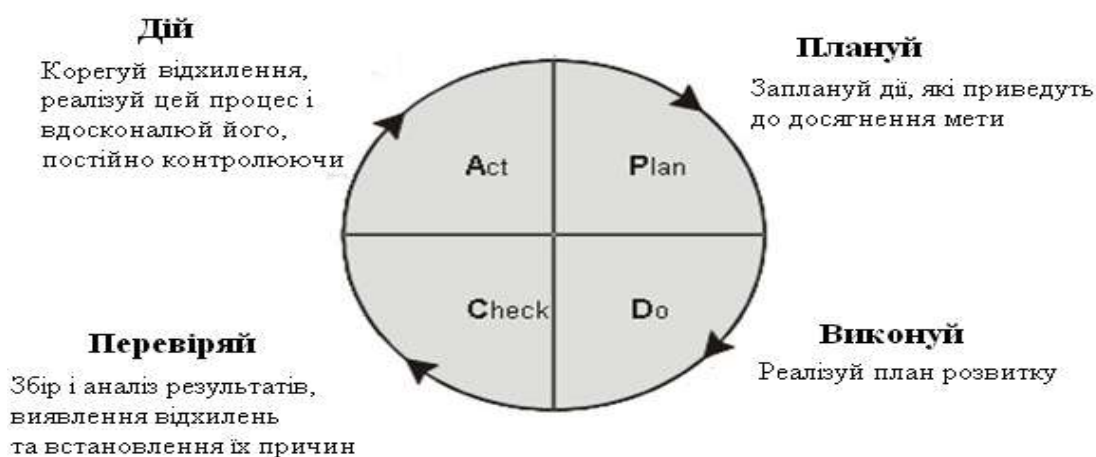 Дій
Корегуй відхилення,
реалізуй цей процес і
вдосконалюй його,
постійно контролюючи
Плануй
Заплануй дії, які приведуть
до досягнення мети
Act
Plan
Check
Do
Перевіряй
Збір і аналіз результатів,
виявлення відхилень
та встановлення їх причин
Виконуй
Реалізуй план розвитку